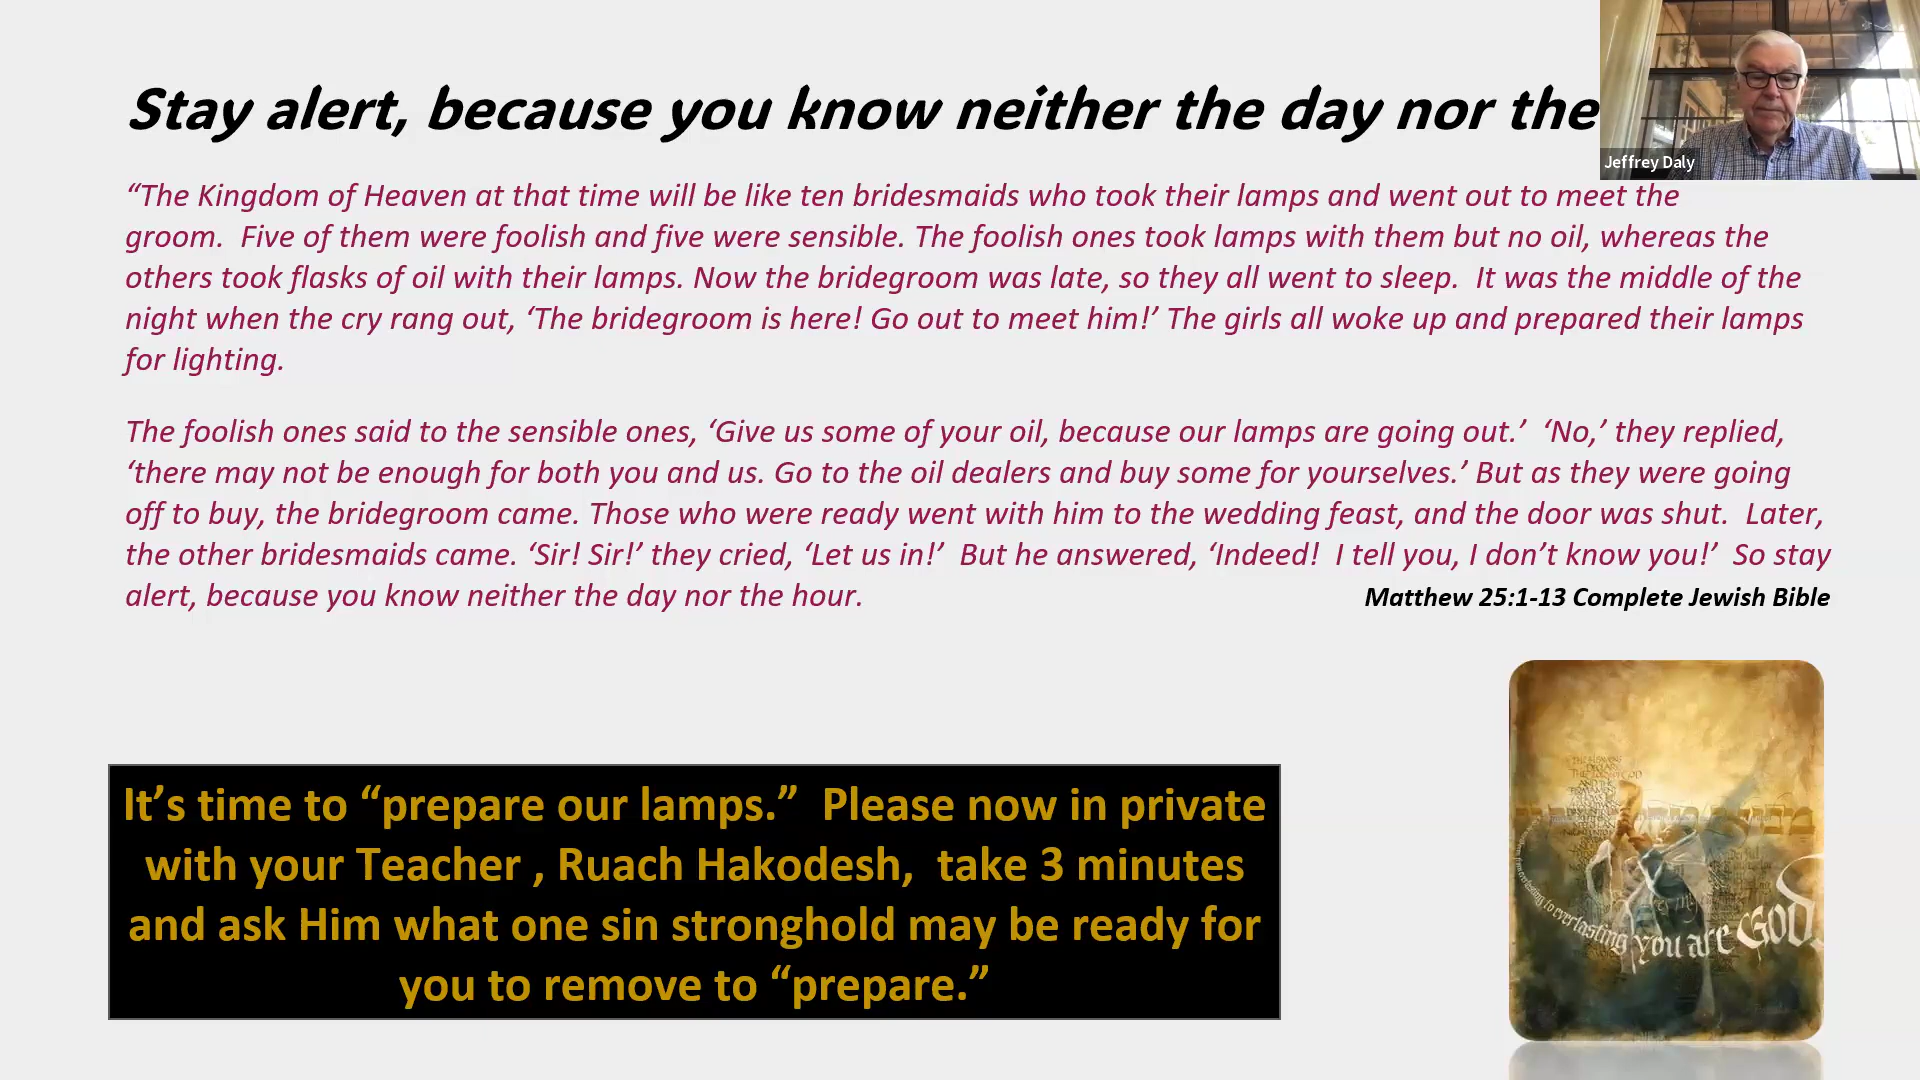 Stay alert, because you know neither the day nor the
Jeffrey Daly
“The Kingdom of Heaven at that time will be like ten bridesmaids who took their lamps and went out to meet the
groom.  Five of them were foolish and five were sensible. The foolish ones took lamps with them but no oil, whereas the
others took flasks of oil with their lamps. Now the bridegroom was late, so they all went to sleep.  It was the middle of the
night when the cry rang out, ‘The bridegroom is here! Go out to meet him!’ The girls all woke up and prepared their lamps
for lighting.
The foolish ones said to the sensible ones, ‘Give us some of your oil, because our lamps are going out.’  ‘No,’ they replied,
‘there may not be enough for both you and us. Go to the oil dealers and buy some for yourselves.’ But as they were going
off to buy, the bridegroom came. Those who were ready went with him to the wedding feast, and the door was shut.  Later,
the other bridesmaids came. ‘Sir! Sir!’ they cried, ‘Let us in!’  But he answered, ‘Indeed!  I tell you, I don’t know you!’  So stay
alert, because you know neither the day nor the hour.
Matthew 25:1-13 Complete Jewish Bible
It’s time to “prepare our lamps.”  Please now in private
with your Teacher , Ruach Hakodesh,  take 3 minutes
and ask Him what one sin stronghold may be ready for
you to remove to “prepare.”
to everlasting you are God